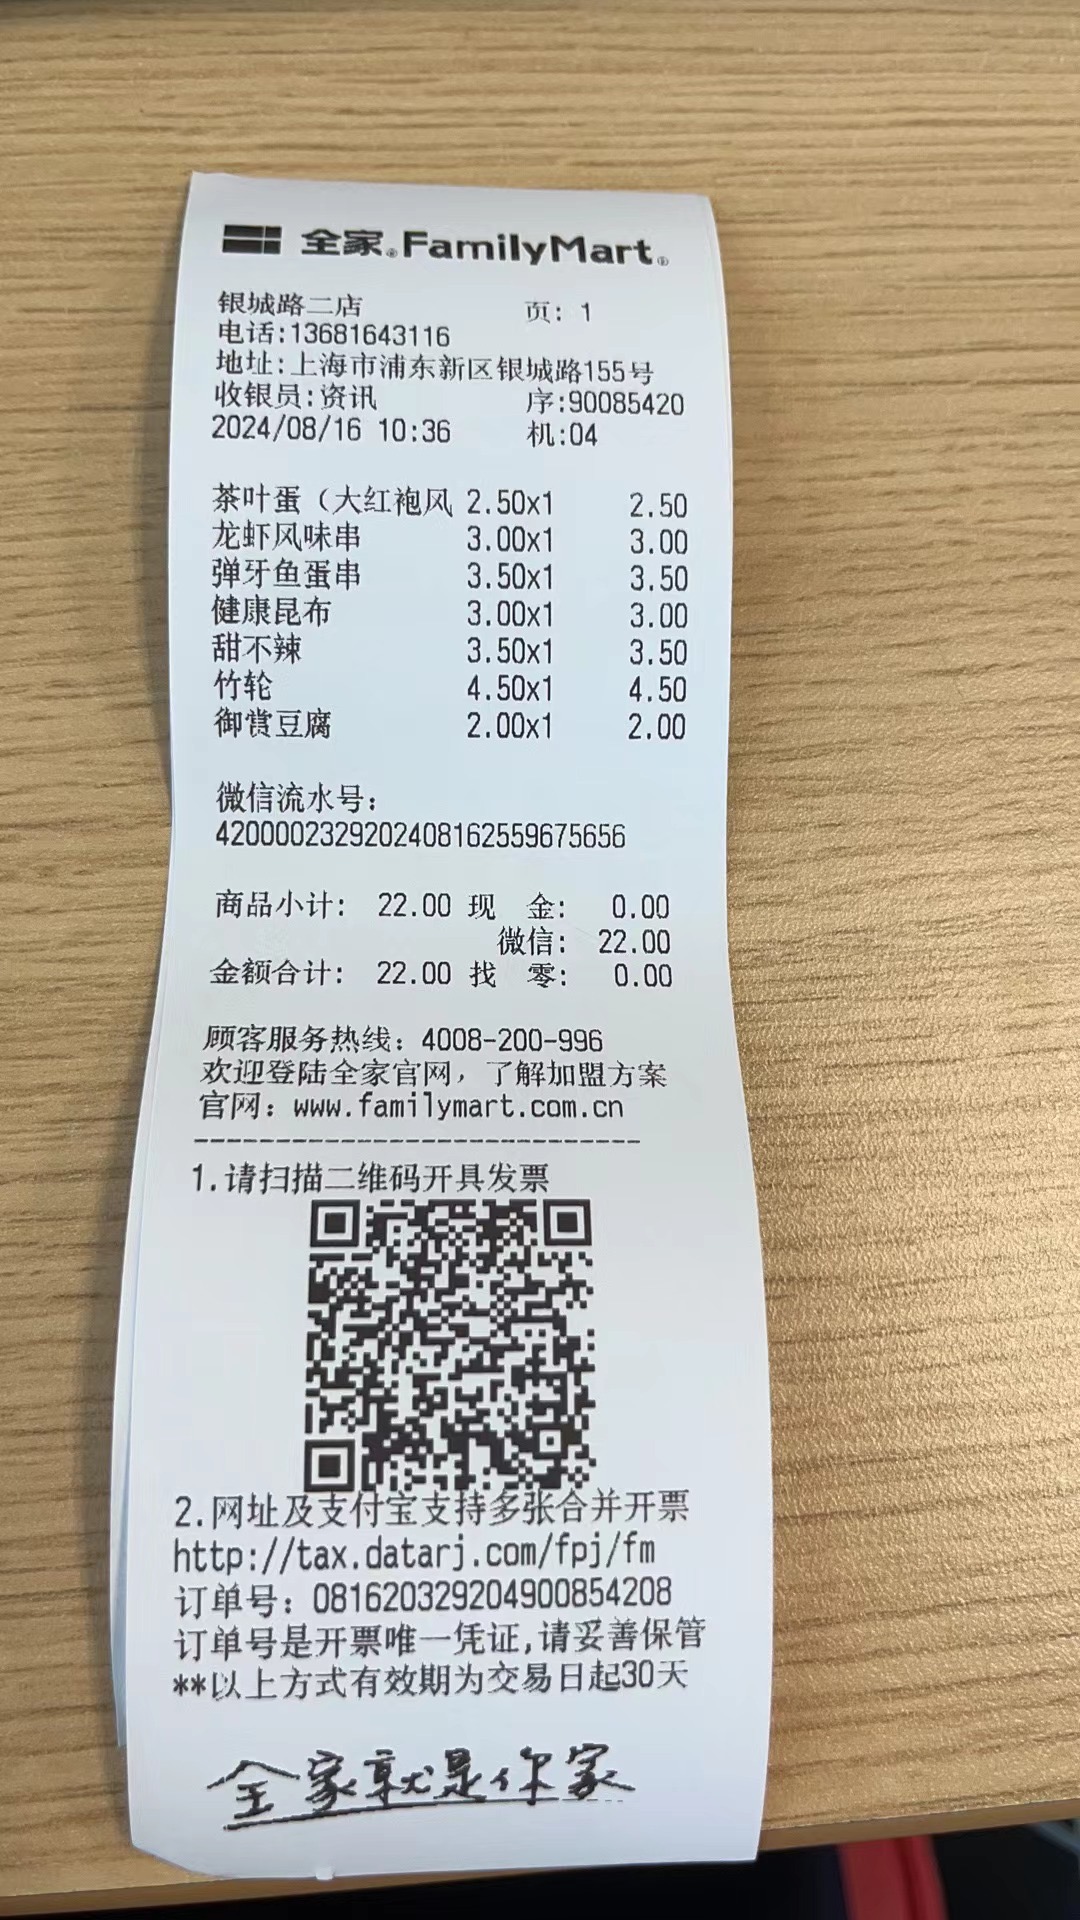 全家®FamilyMart®
银城路二店 页: 1
电话:13681643116
地址:上海市浦东新区银城路155号
收银员:资讯 序:90085420
2024/08/16 10:36 机:04
茶叶蛋（大红袍风 2.50x1 2.50
龙虾风味串 3.00x1 3.00
弹牙鱼蛋串 3.50x1 3.50
健康昆布 3.00x1 3.00
甜不辣 3.50x1 3.50
竹轮 4.50x1 4.50
御赏豆腐 2.00x1 2.00
微信流水号:
4200002329202408162559675656
商品小计: 22.00 现 金: 0.00
微信: 22.00
金额合计: 22.00 找 零: 0.00
顾客服务热线: 4008-200-996
欢迎登陆全家官网，了解加盟方案
官网: www.familymart.com.cn
--------------------------------
1.请扫描二维码开具发票
2.网址及支付宝支持多张合并开票
http://tax.datarj.com/fpj/fm
订单号: 081620329204900854208
订单号是开票唯一凭证,请妥善保管
**以上方式有效期为交易日起30天
全家就是你家